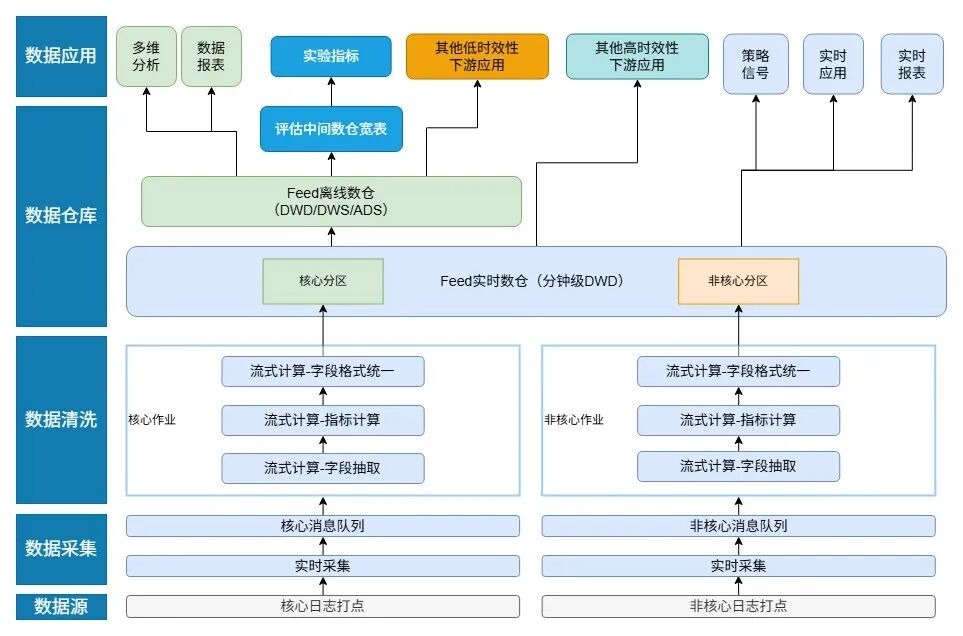 数据应用
多维
分析
数据
报表
实验指标
其他低时效性
下游应用
其他高时效性
下游应用
策略
信号
实时
应用
实时
报表
数据仓库
评估中间数仓宽表
Feed离线数仓
（DWD/DWS/ADS）
核心分区
Feed实时数仓（分钟级DWD）
非核心分区
数据清洗
核心作业
流式计算-字段格式统一
流式计算-指标计算
流式计算-字段抽取
非核心作业
流式计算-字段格式统一
流式计算-指标计算
流式计算-字段抽取
数据采集
核心消息队列
非核心消息队列
实时采集
实时采集
数据源
核心日志打点
非核心日志打点